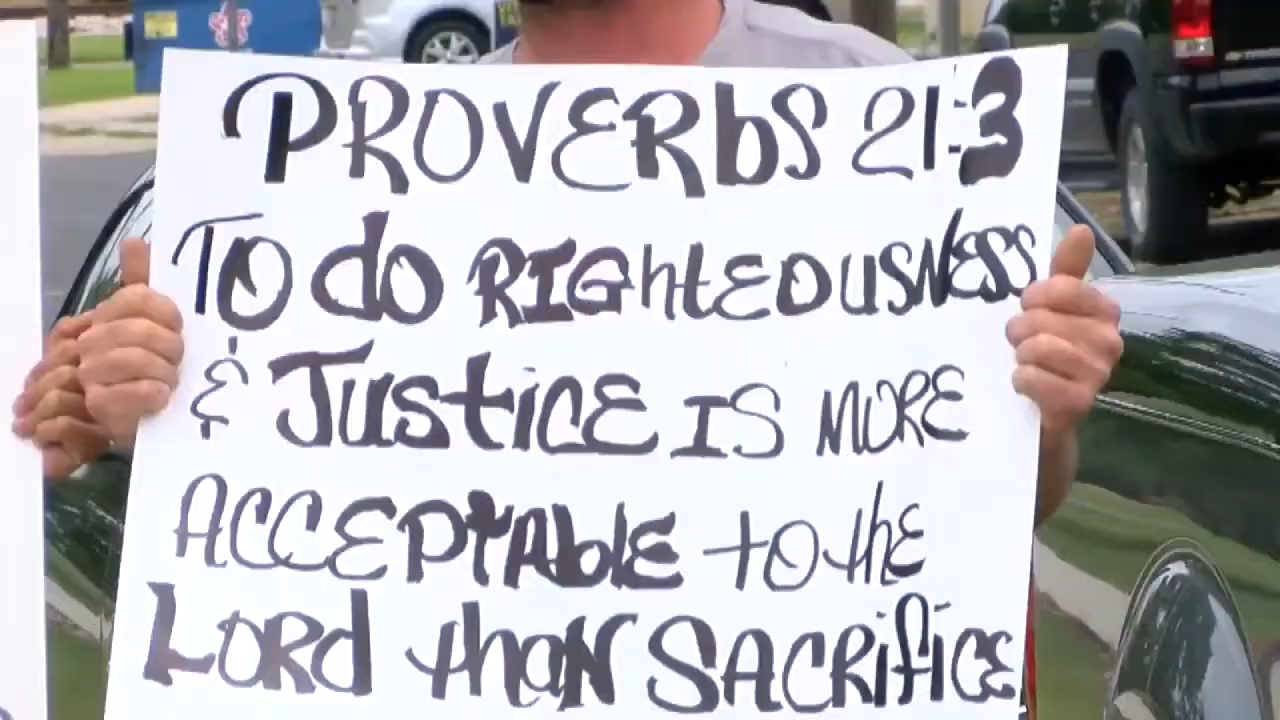 PROVERbS 21:3
TO do RIGhtEOUSNESS
& JusticE IS MORE
ACCEPTAblE to thE
LORd thaN SACRifiCE